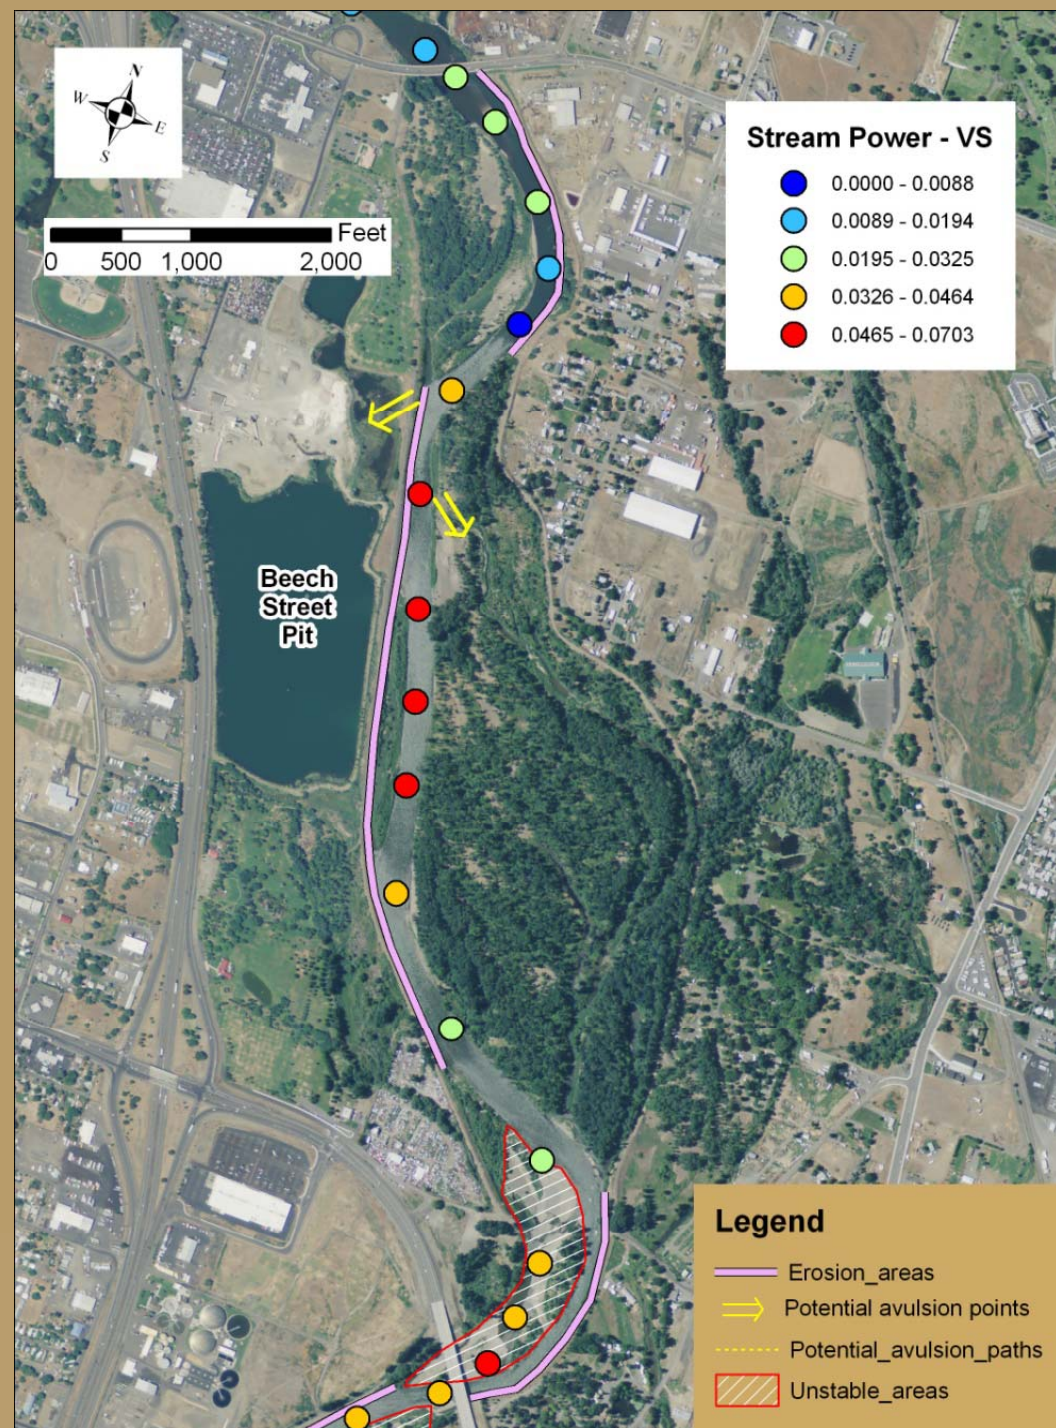 N
W
E
S
Feet
0 500 1,000 2,000
Stream Power - VS
0.0000 - 0.0088
0.0089 - 0.0194
0.0195 - 0.0325
0.0326 - 0.0464
0.0465 - 0.0703
Beech
Street
Pit
Legend
Erosion_areas
Potential avulsion points
Potential_avulsion_paths
Unstable_areas